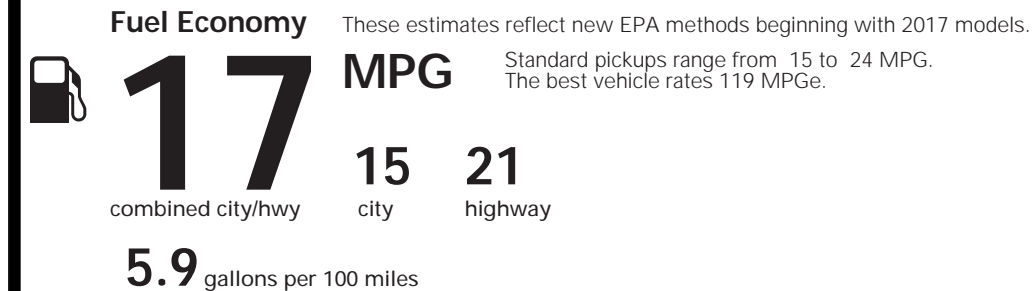 Fuel Economy
These estimates reflect new EPA methods beginning with 2017 models.
17
MPG
Standard pickups range from 15 to 24 MPG.
The best vehicle rates 119 MPGe.
15 21
combined city/hwy city highway
5.9 gallons per 100 miles